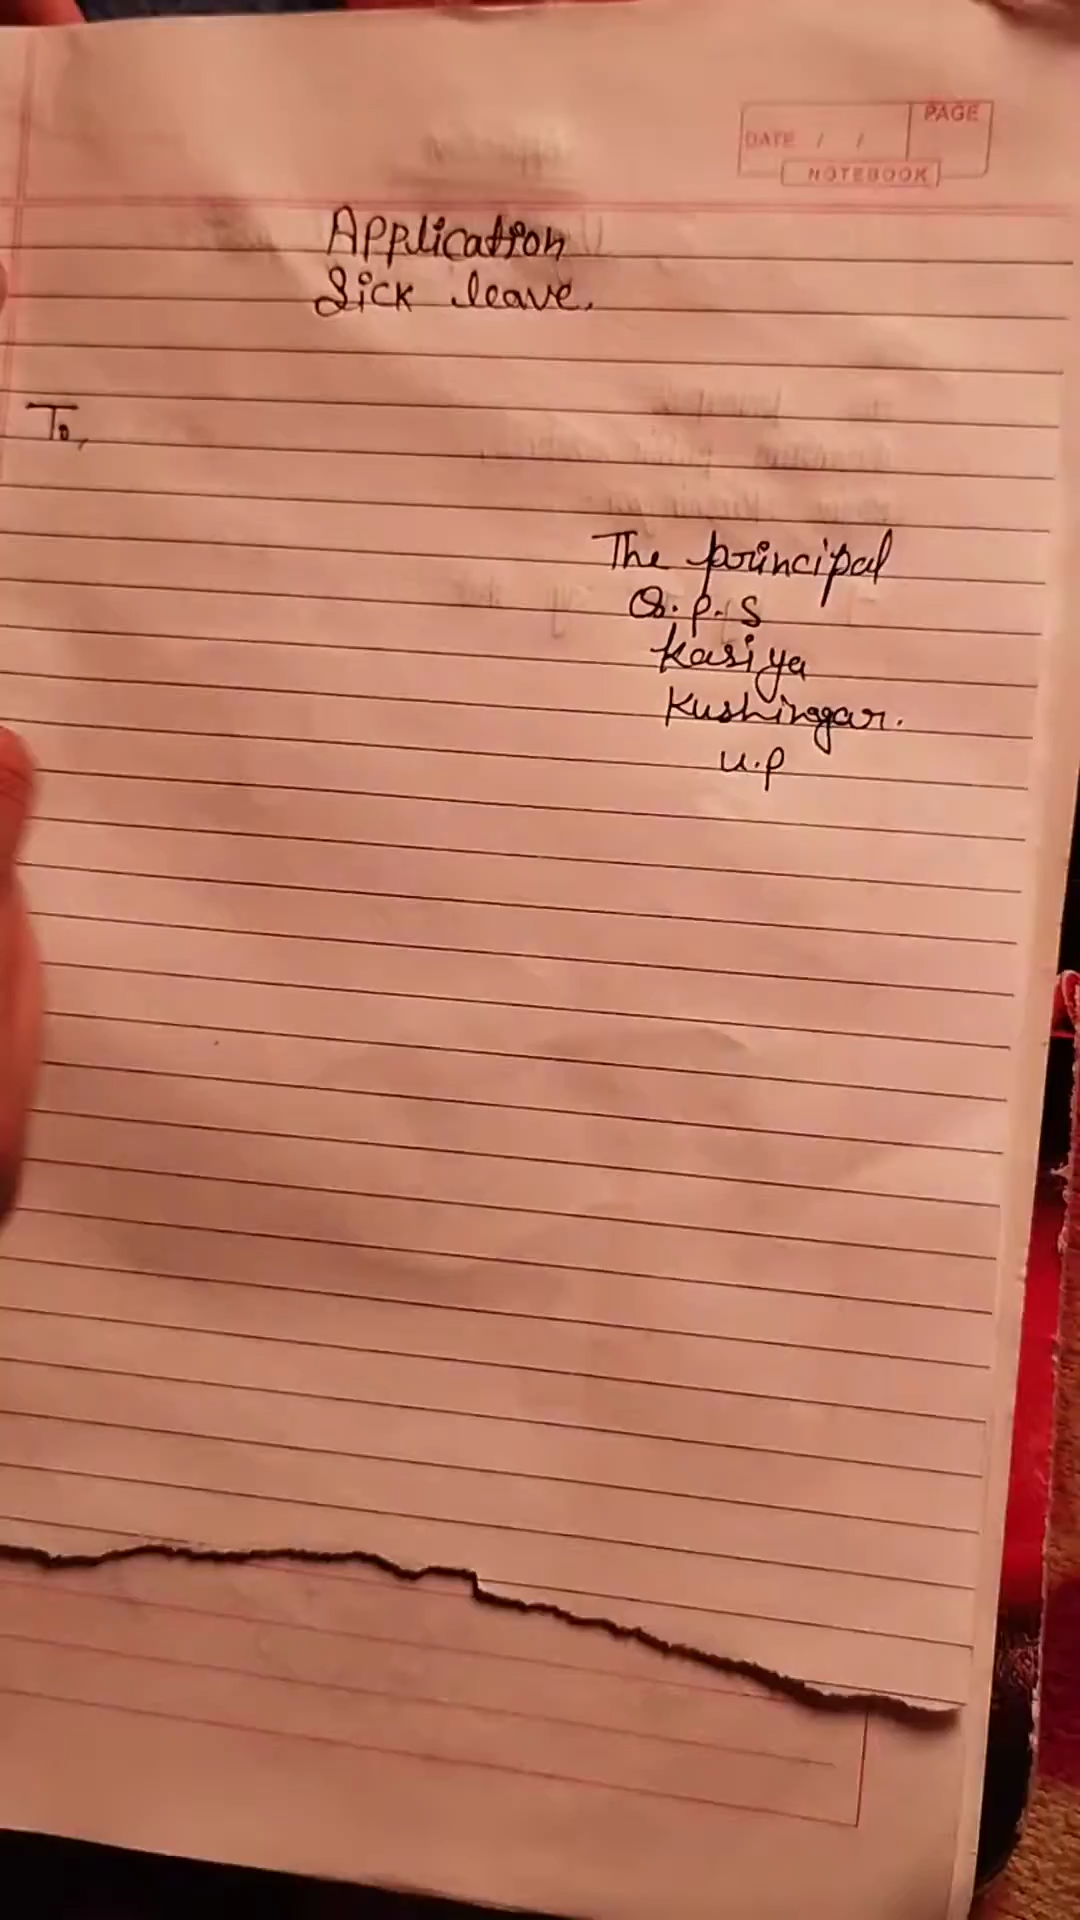 PAGE
DATE / /
NOTEBOOK
Application
Sick leave.
To,
The principal
P.S
Kasiya
Kushinagar.
U.P